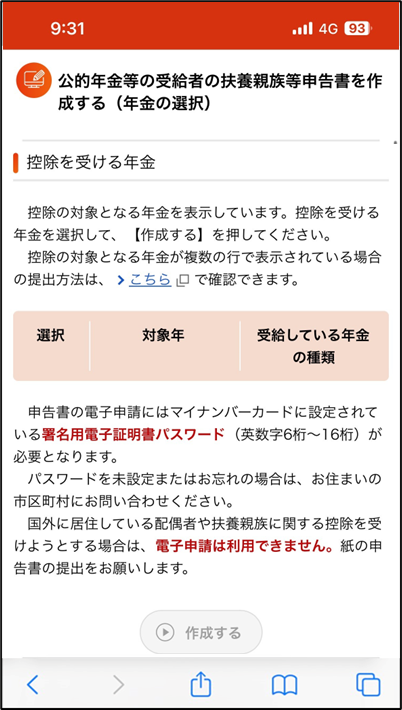 9:31
4G 93
公的年金等の受給者の扶養親族等申告書を作
成する（年金の選択）
控除を受ける年金
控除の対象となる年金を表示しています。控除を受ける
年金を選択して、【作成する】を押してください。
控除の対象となる年金が複数の行で表示されている場合
の提出方法は、 こちら で確認できます。
選択 対象年 受給している年金
の種類
申告書の電子申請にはマイナンバーカードに設定されて
いる署名用電子証明書パスワード（英数字6桁～16桁）が
必要となります。
パスワードを未設定またはお忘れの場合は、お住まいの
市区町村にお問い合わせください。
国外に居住している配偶者や扶養親族に関する控除を受
けようとする場合は、電子申請は利用できません。紙の申
告書の提出をお願いします。
作成する